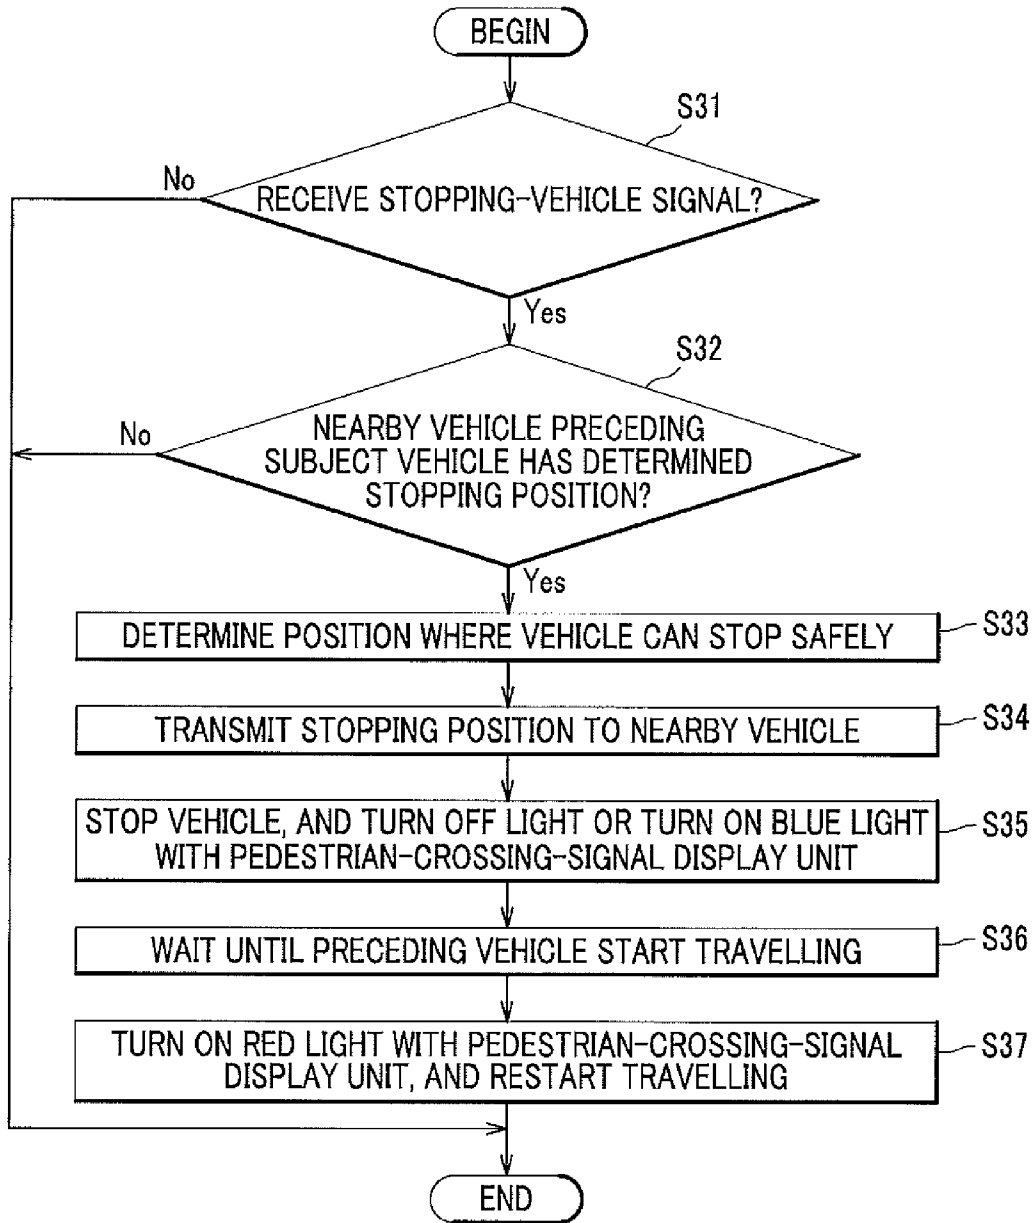 BEGIN
S31
No
RECEIVE STOPPING-VEHICLE SIGNAL?
Yes
S32
No
NEARBY VEHICLE PRECEDING
SUBJECT VEHICLE HAS DETERMINED
STOPPING POSITION?
Yes
DETERMINE POSITION WHERE VEHICLE CAN STOP SAFELY
S33
TRANSMIT STOPPING POSITION TO NEARBY VEHICLE
S34
STOP VEHICLE, AND TURN OFF LIGHT OR TURN ON BLUE LIGHT
WITH PEDESTRIAN-CROSSING-SIGNAL DISPLAY UNIT
S35
WAIT UNTIL PRECEDING VEHICLE START TRAVELLING
S36
TURN ON RED LIGHT WITH PEDESTRIAN-CROSSING-SIGNAL
DISPLAY UNIT, AND RESTART TRAVELLING
S37
END